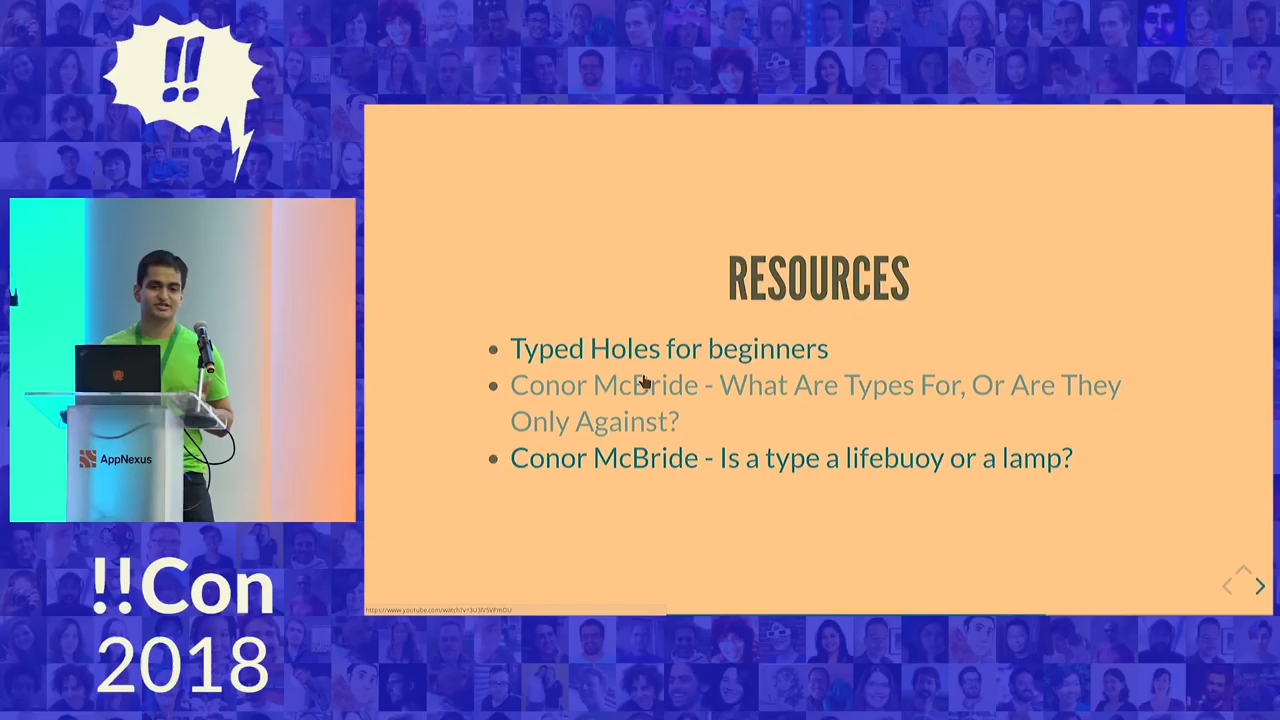 !!
RESOURCES
Typed Holes for beginners
Conor McBride - What Are Types For, Or Are They
Only Against?
Conor McBride - Is a type a lifebuoy or a lamp?
AppNexus
!!Con
2018